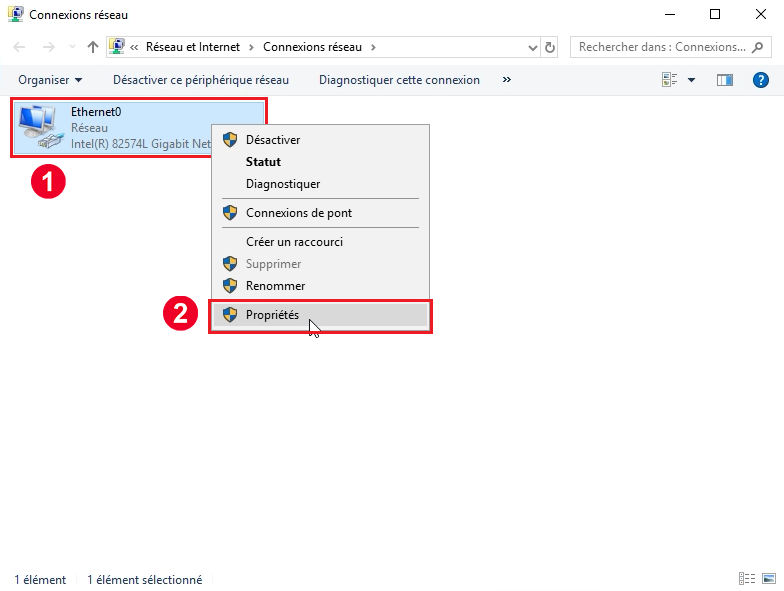 Connexions réseau
« Réseau et Internet > Connexions réseau >
Rechercher dans : Connexions...
Organiser Désactiver ce périphérique réseau Diagnostiquer cette connexion »
?
Ethernet0
Réseau
Intel(R) 82574L Gigabit Net
1
Désactiver
Statut
Diagnostiquer
Connexions de pont
Créer un raccourci
Supprimer
Renommer
2
Propriétés
1 élément 1 élément sélectionné